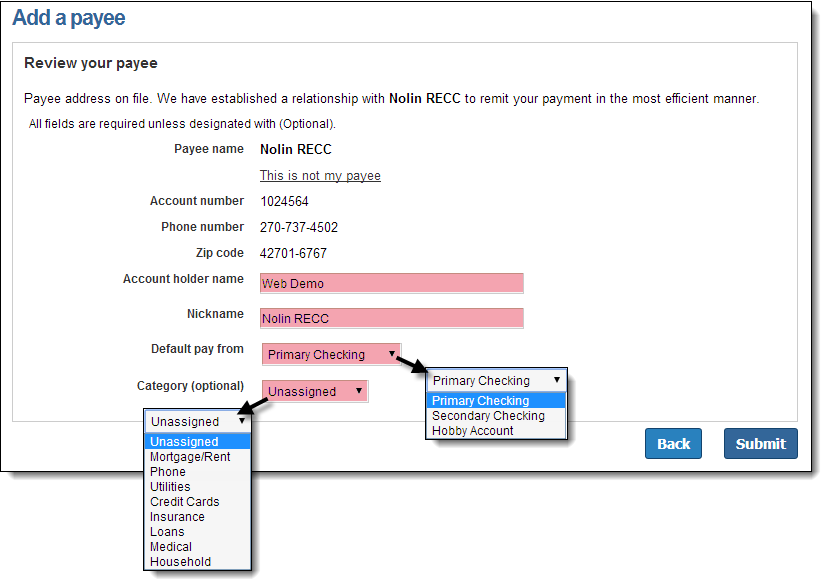 Add a payee
Review your payee
Payee address on file. We have established a relationship with Nolin RECC to remit your payment in the most efficient manner.
All fields are required unless designated with (Optional).
Payee name Nolin RECC
This is not my payee
Account number 1024564
Phone number 270-737-4502
Zip code 42701-6767
Account holder name Web Demo
Nickname Nolin RECC
Default pay from Primary Checking
Primary Checking
Primary Checking
Secondary Checking
Hobby Account
Category (optional) Unassigned
Unassigned
Unassigned
Mortgage/Rent
Phone
Utilities
Credit Cards
Insurance
Loans
Medical
Household
Back Submit